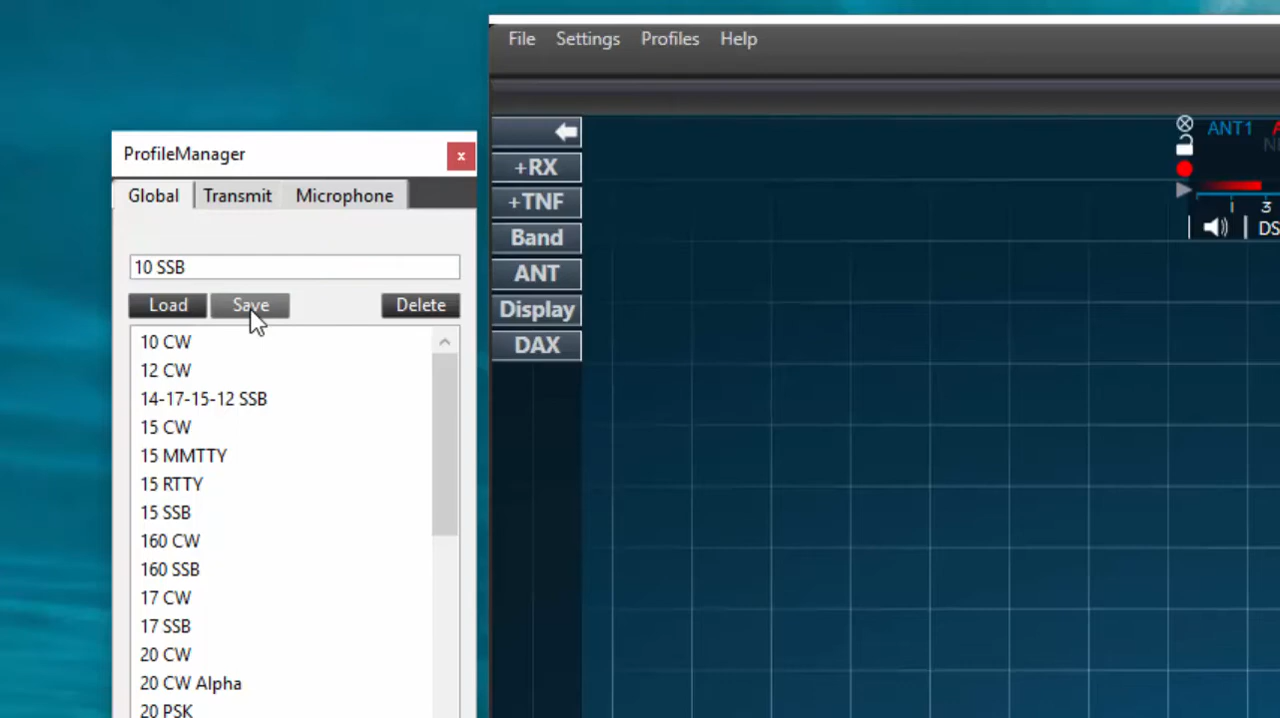 File Settings Profiles Help
ProfileManager
x
Global Transmit Microphone
10 SSB
Load Save Delete
10 CW
12 CW
14-17-15-12 SSB
15 CW
15 MMTTY
15 RTTY
15 SSB
160 CW
160 SSB
17 CW
17 SSB
20 CW
20 CW Alpha
20 PSK
+RX
+TNF
Band
ANT
Display
DAX
ANT1
1 3
DS